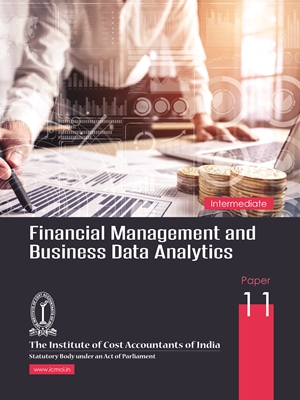 Intermediate
Financial Management and
Business Data Analytics
Paper
11
The Institute of Cost Accountants of India
Statutory Body under an Act of Parliament
www.icmai.in